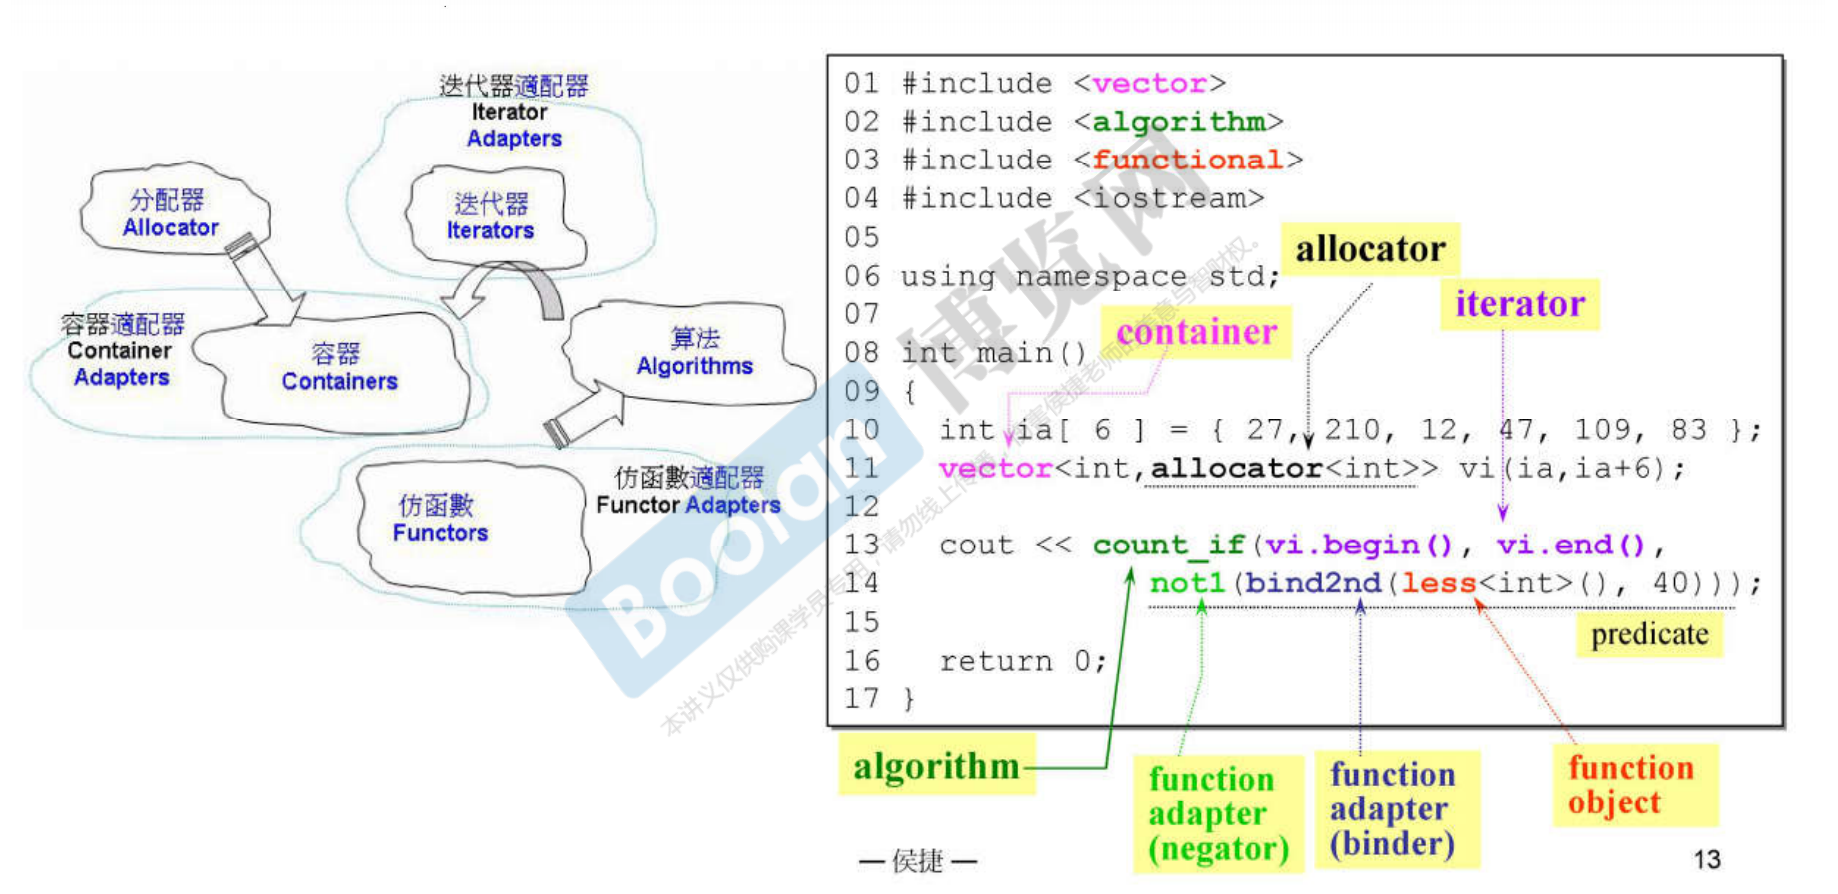 迭代器適配器
Iterator
Adapters
分配器
Allocator
迭代器
Iterators
容器適配器
Container
Adapters
容器
Containers
算法
Algorithms
仿函數
Functors
仿函數適配器
Functor Adapters
01 #include <vector>
02 #include <algorithm>
03 #include <functional>
04 #include <iostream>
05
06 using namespace std;
07
08 int main()
09 {
10 int ia[ 6 ] = { 27, 210, 12, 47, 109, 83 };
11 vector<int,allocator<int>> vi(ia,ia+6);
12
13 cout << count_if(vi.begin(), vi.end(),
14 not1(bind2nd(less<int>(), 40)));
15
16 return 0;
17 }
allocator
iterator
container
predicate
algorithm
function
adapter
(negator)
function
adapter
(binder)
function
object
Boolan
博览网
本讲义仅供购课学员专用,请勿线上传播,
害侯捷老师的善意与智财权。
— 侯捷 —
13